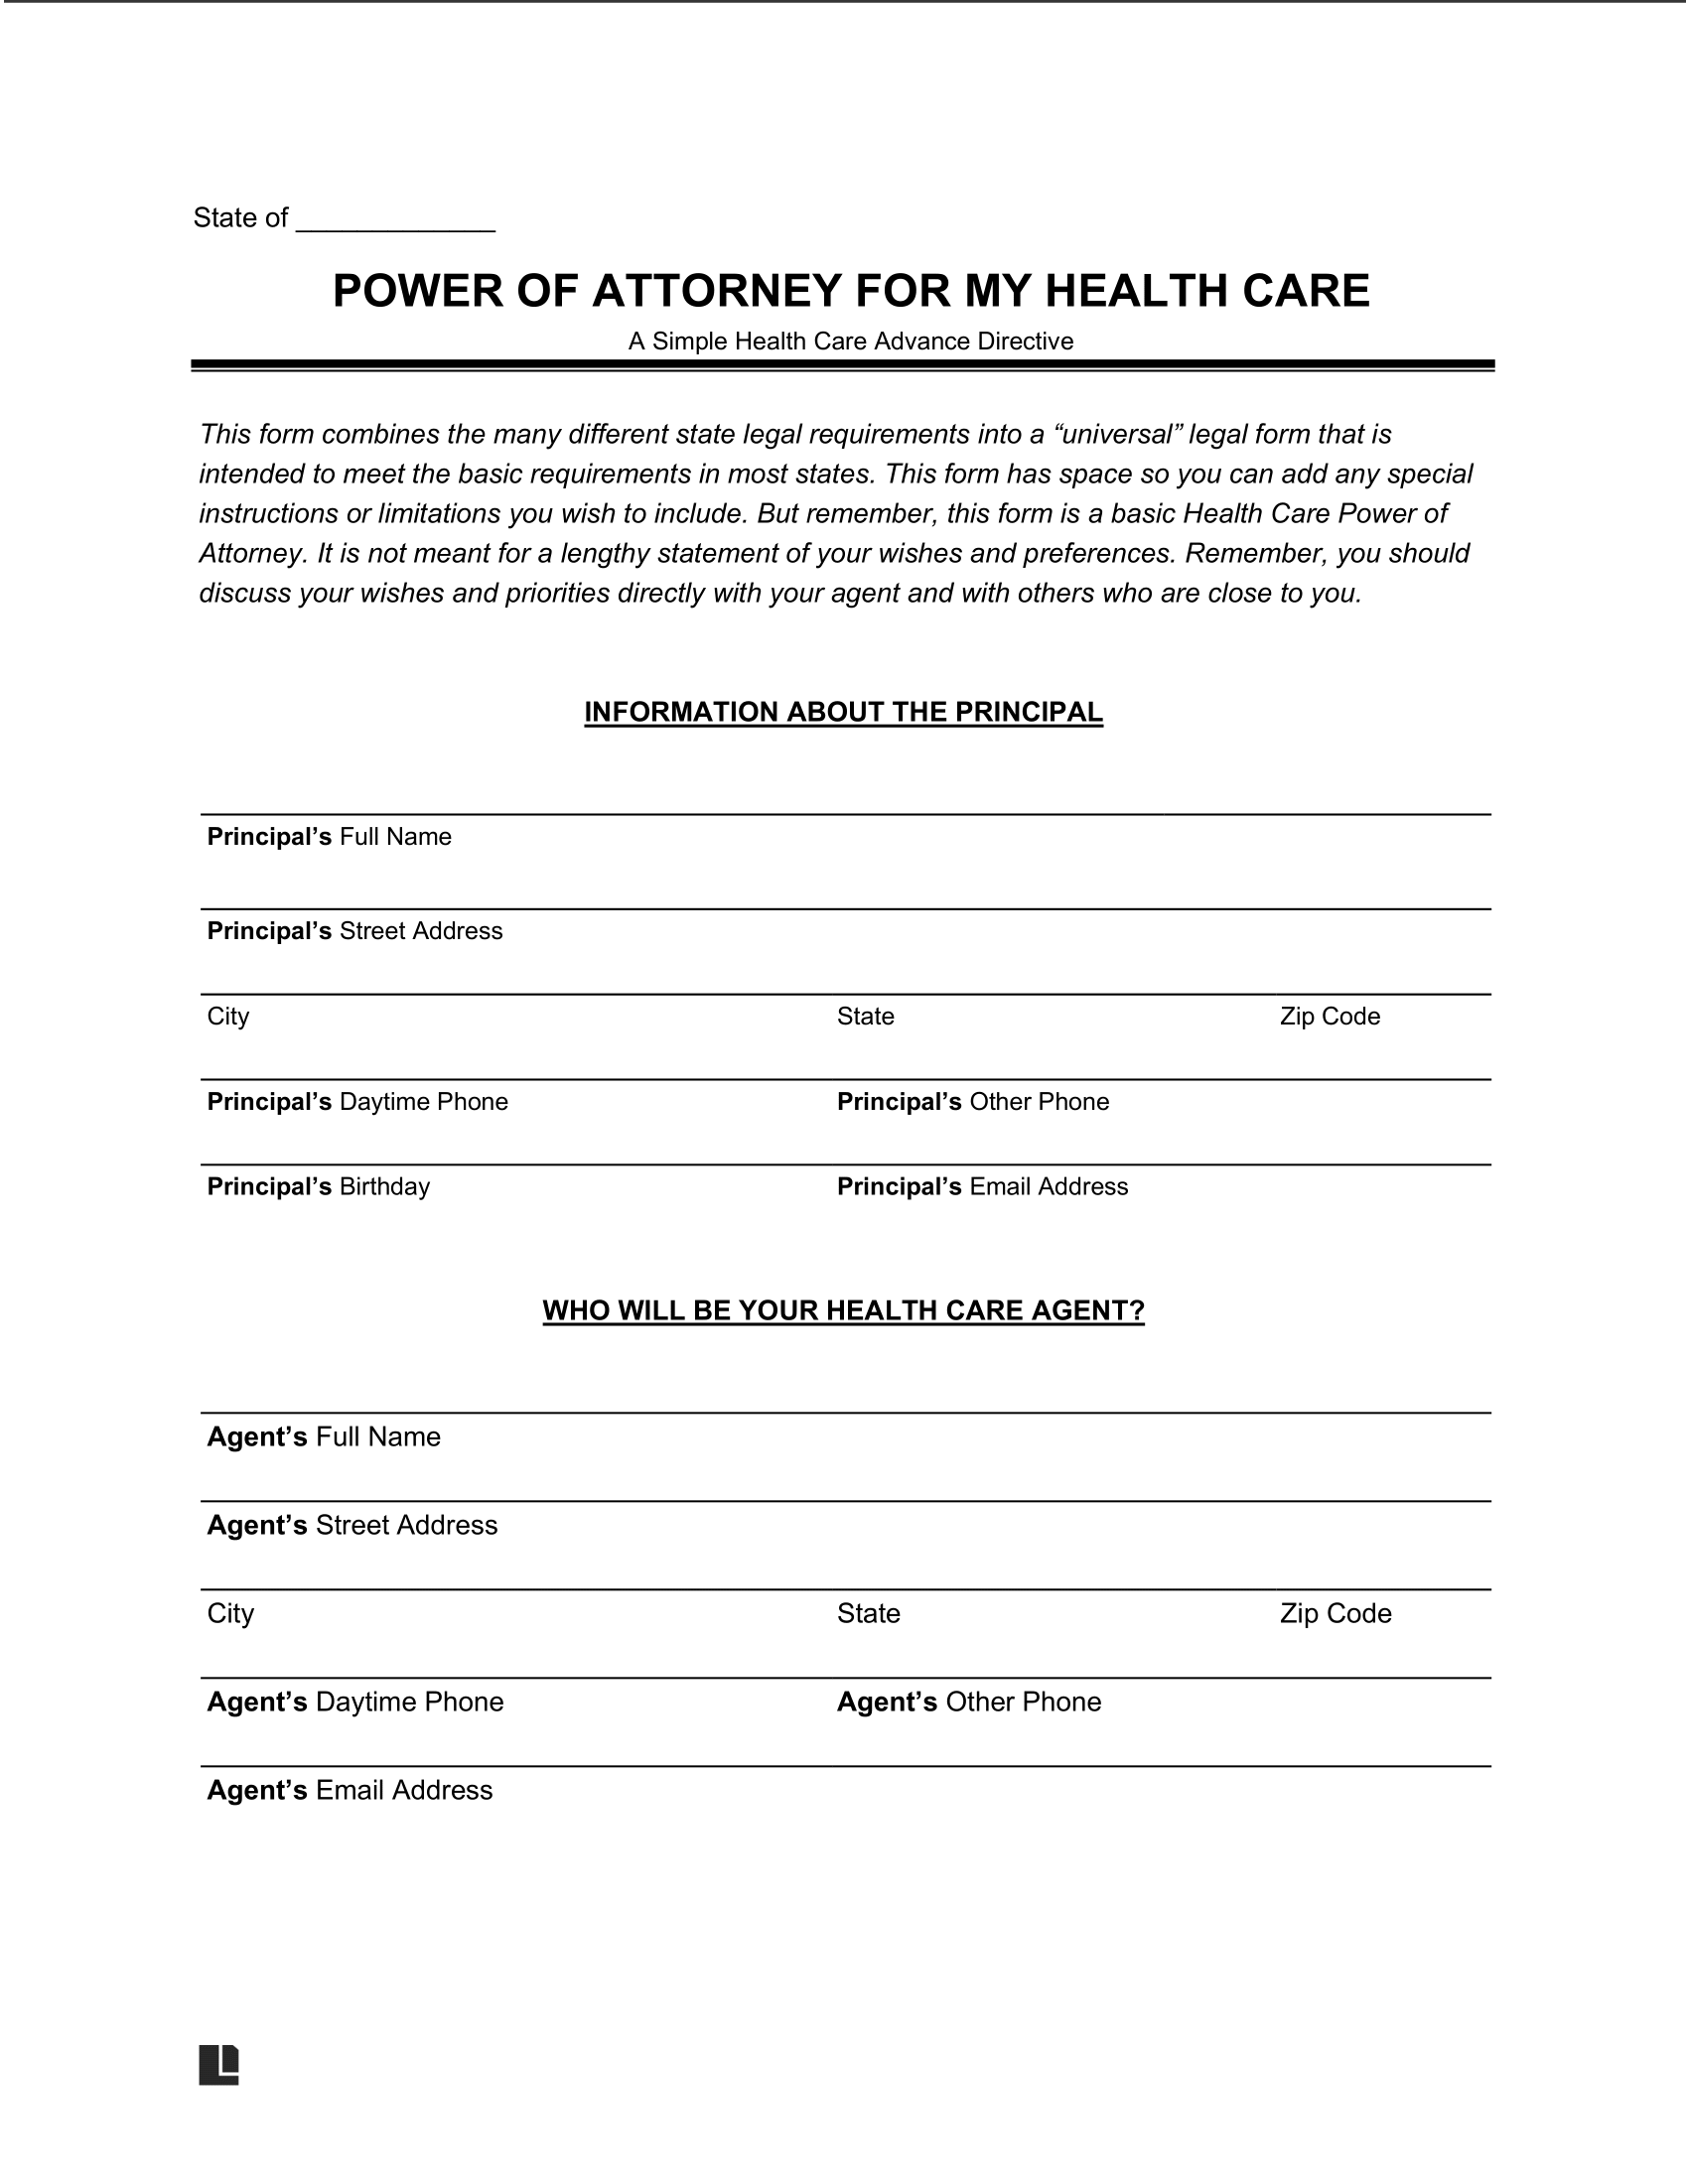 State of _____________
POWER OF ATTORNEY FOR MY HEALTH CARE
A Simple Health Care Advance Directive
This form combines the many different state legal requirements into a “universal” legal form that is
intended to meet the basic requirements in most states. This form has space so you can add any special
instructions or limitations you wish to include. But remember, this form is a basic Health Care Power of
Attorney. It is not meant for a lengthy statement of your wishes and preferences. Remember, you should
discuss your wishes and priorities directly with your agent and with others who are close to you.
INFORMATION ABOUT THE PRINCIPAL
Principal’s Full Name
Principal’s Street Address
City State Zip Code
Principal’s Daytime Phone Principal’s Other Phone
Principal’s Birthday Principal’s Email Address
WHO WILL BE YOUR HEALTH CARE AGENT?
Agent’s Full Name
Agent’s Street Address
City State Zip Code
Agent’s Daytime Phone Agent’s Other Phone
Agent’s Email Address